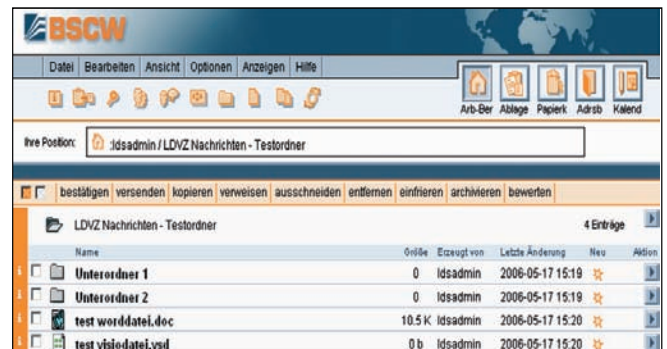 BSCW
Datei Bearbeiten Ansicht Optionen Anzeigen Hilfe
Arb-Ber Ablage Papierk Adrsb Kalend
Ihre Position: :ldsadmin / LDVZ Nachrichten - Testordner
bestätigen versenden kopieren verweisen ausschneiden entfernen einfrieren archivieren bewerten
LDVZ Nachrichten - Testordner 4 Einträge
Name Größe Erzeugt von Letzte Änderung Neu Aktion
Unterordner 1 0 ldsadmin 2006-05-17 15:19
Unterordner 2 0 ldsadmin 2006-05-17 15:19
test worddatei.doc 10.5 K ldsadmin 2006-05-17 15:20
test visiodatei.vsd 0 b ldsadmin 2006-05-17 15:20